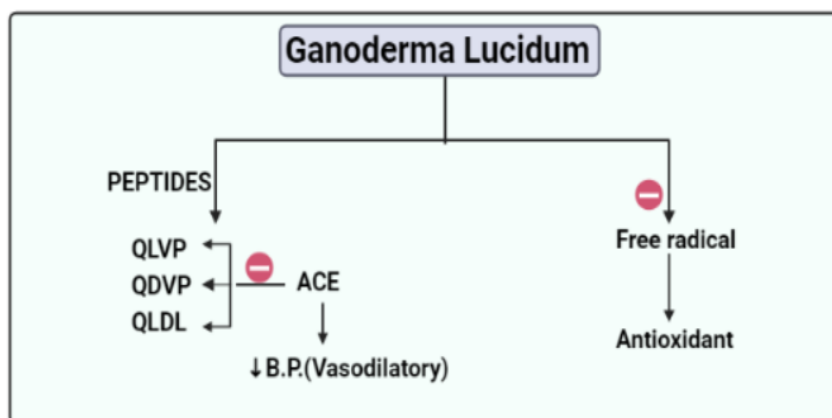 Ganoderma Lucidum
PEPTIDES
QLVP
QDVP
QLDL
ACE
↓B.P.(Vasodilatory)
Free radical
Antioxidant